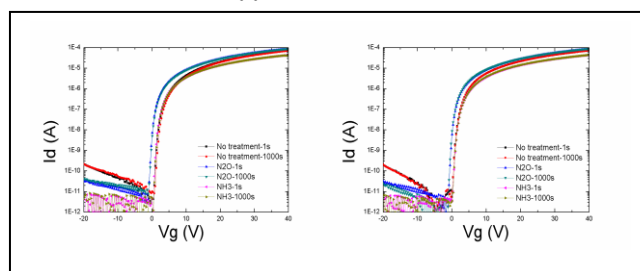 1E-4
1E-5
1E-6
1E-7
1E-8
1E-9
1E-10
1E-11
1E-12
Id (A)
No treatment-1s
No treatment-1000s
N2O-1s
N2O-1000s
NH3-1s
NH3-1000s
-20 -10 0 10 20 30 40
Vg (V)
1E-4
1E-5
1E-6
1E-7
1E-8
1E-9
1E-10
1E-11
1E-12
Id (A)
No treatment-1s
No treatment-1000s
N2O-1s
N2O-1000s
NH3-1s
NH3-1000s
-20 -10 0 10 20 30 40
Vg (V)